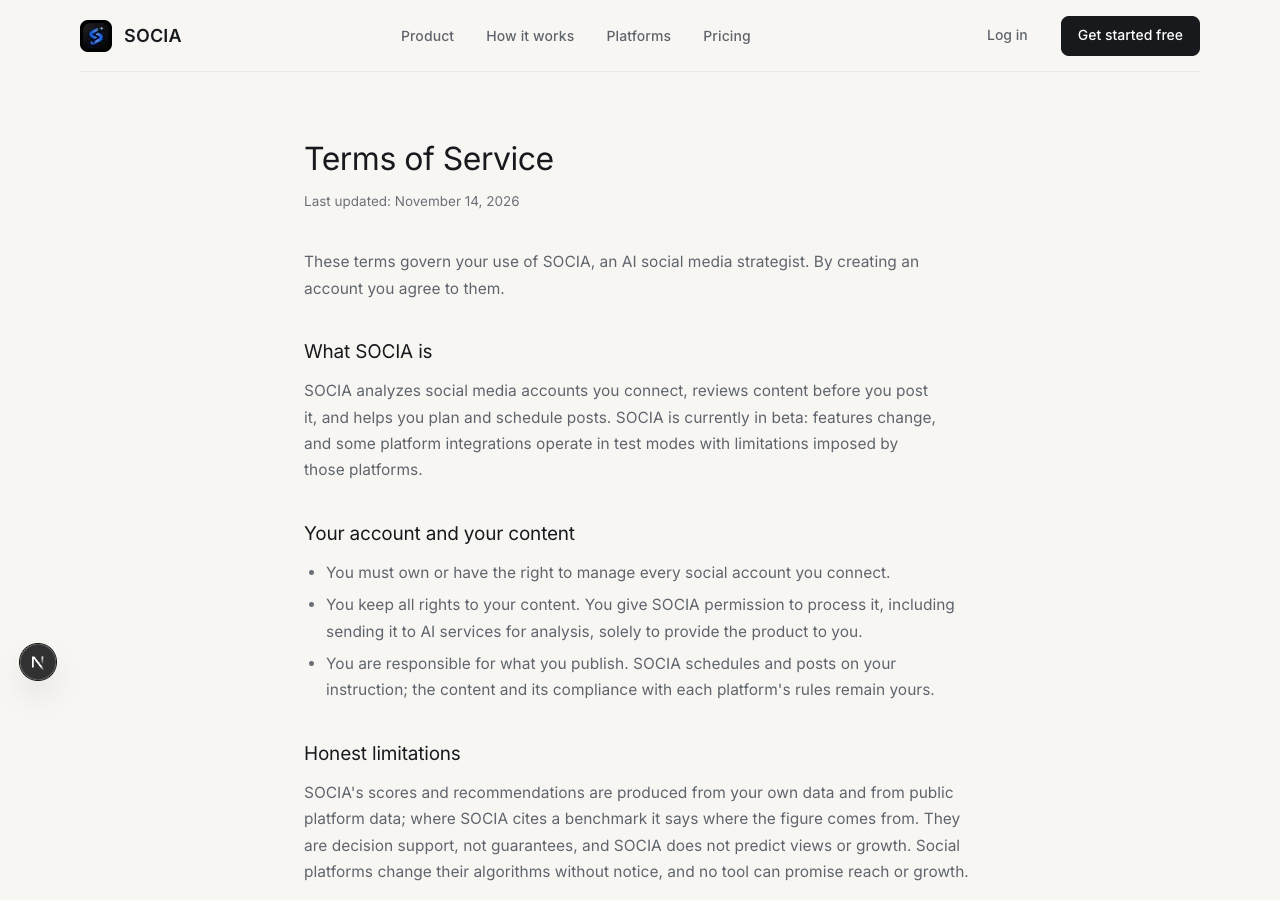 SOCIA
Product
How it works
Platforms
Pricing
Log in
Get started free
Terms of Service
Last updated: November 14, 2026
These terms govern your use of SOCIA, an AI social media strategist. By creating an
account you agree to them.
What SOCIA is
SOCIA analyzes social media accounts you connect, reviews content before you post
it, and helps you plan and schedule posts. SOCIA is currently in beta: features change,
and some platform integrations operate in test modes with limitations imposed by
those platforms.
Your account and your content
• You must own or have the right to manage every social account you connect.
• You keep all rights to your content. You give SOCIA permission to process it, including
sending it to AI services for analysis, solely to provide the product to you.
• You are responsible for what you publish. SOCIA schedules and posts on your
instruction; the content and its compliance with each platform's rules remain yours.
Honest limitations
SOCIA's scores and recommendations are produced from your own data and from public
platform data; where SOCIA cites a benchmark it says where the figure comes from. They
are decision support, not guarantees, and SOCIA does not predict views or growth. Social
platforms change their algorithms without notice, and no tool can promise reach or growth.